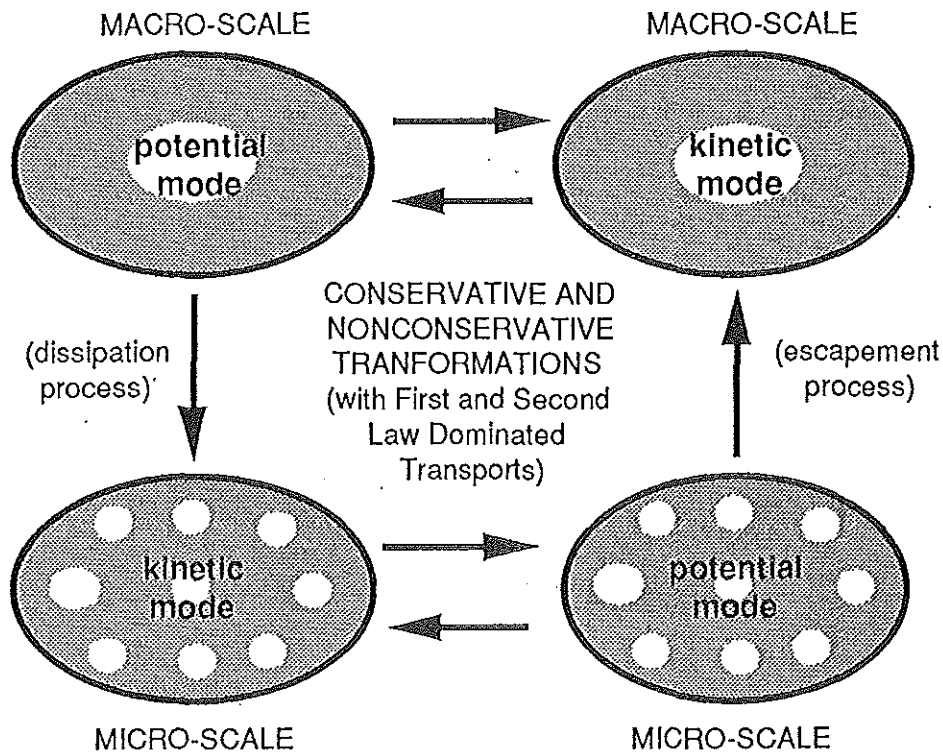 MACRO-SCALE
MACRO-SCALE
potential
mode
kinetic
mode
CONSERVATIVE AND
NONCONSERVATIVE
TRANFORMATIONS
(with First and Second
Law Dominated
Transports)
(dissipation
process)
(escapement
process)
kinetic
mode
potential
mode
MICRO-SCALE
MICRO-SCALE